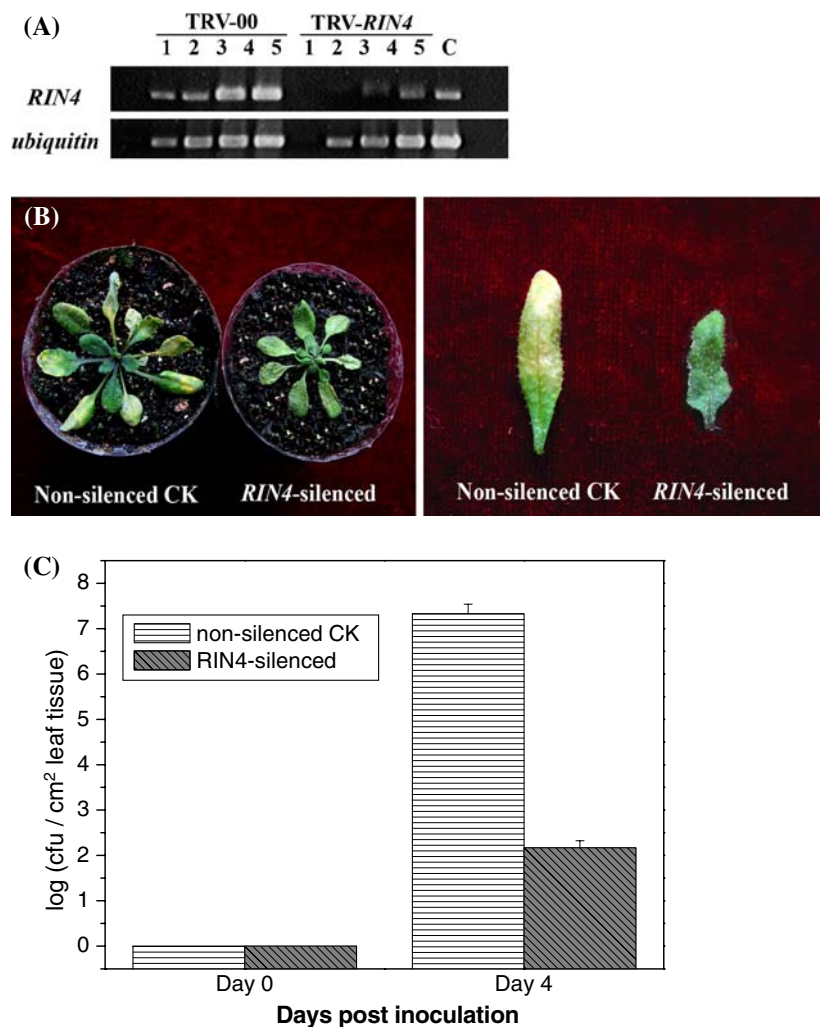 (A)
TRV-00 TRV-RIN4
1 2 3 4 5 1 2 3 4 5 C
RIN4
ubiquitin
(B)
Non-silenced CK RIN4-silenced
Non-silenced CK RIN4-silenced
(C)
log (cfu / cm² leaf tissue)
8
7
6
5
4
3
2
1
0
non-silenced CK
RIN4-silenced
Day 0 Day 4
Days post inoculation